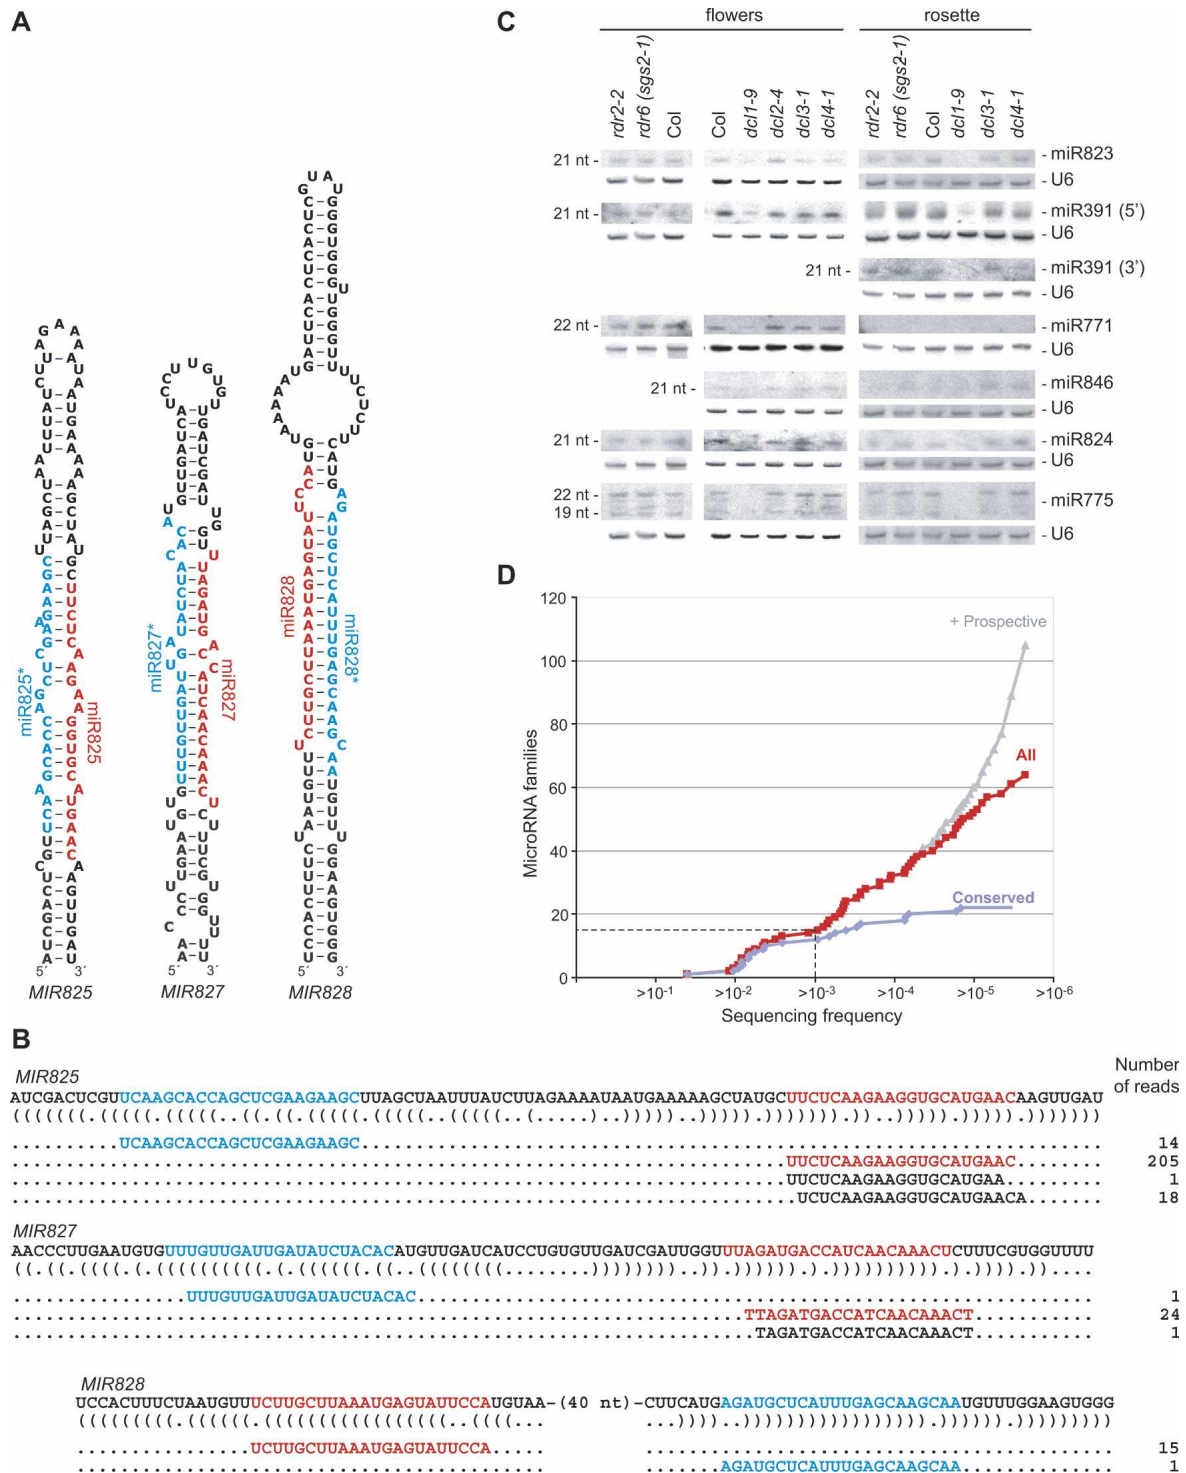 A
miR825*
miR825
5´ 3´
MIR825
miR827*
miR827
5´ 3´
MIR827
miR828
miR828*
5´ 3´
MIR828
C
flowers
rosette
rdr2-2
rdr6 (sgs2-1)
Col
Col
dcl1-9
dcl2-4
dcl3-1
dcl4-1
rdr2-2
rdr6 (sgs2-1)
Col
dcl1-9
dcl3-1
dcl4-1
21 nt -
- miR823
- U6
21 nt -
- miR391 (5’)
- U6
21 nt -
- miR391 (3’)
- U6
22 nt -
- miR771
- U6
21 nt -
- miR846
- U6
21 nt -
- miR824
- U6
22 nt -
19 nt -
- miR775
- U6
D
MicroRNA families
120
100
80
60
40
20
0
+ Prospective
All
Conserved
>10-1
>10-2
>10-3
>10-4
>10-5
>10-6
Sequencing frequency
B
Number
of reads
MIR825
AUCGACUCGUUCAAGCACCAGCUCGAAGAAGCUUAGCUAAUUUAUCUUAGAAAAUAAUGAAAAAGCUAUGCUUCUCAAGAAGGUGCAUGAACAAGUUGAU
UCAAGCACCAGCUCGAAGAAGC 14
UUCUCAAGAAGGUGCAUGAAC 205
UUCUCAAGAAGGUGCAUGAA 1
UCUCAAGAAGGUGCAUGAACA 18
MIR827
AACCCUUGAAUGUGUUUGUUGAUUGAUAUCUACACAUGUUGAUCAUCCUGUGUUGAUCGAUUGGUUUAGAUGACCAUCAACAAACUCUUUCGUGGUUUU
UUUGUUGAUUGAUAUCUACAC 1
TTAGATGACCATCAACAAACT 24
TAGATGACCATCAACAAACT 1
MIR828
UCCACUUUCUAAUGUUUCUUGCUUAAAUGAGUAUUCCAUGUAA-(40 nt)-CUUCAUGAGAUGCUCAUUUGAGCAAGCAAUGUUUGGAAGUGGG
UCUUGCUUAAAUGAGUAUUCCA 15
AGAUGCUCAUUUGAGCAAGCAA 1